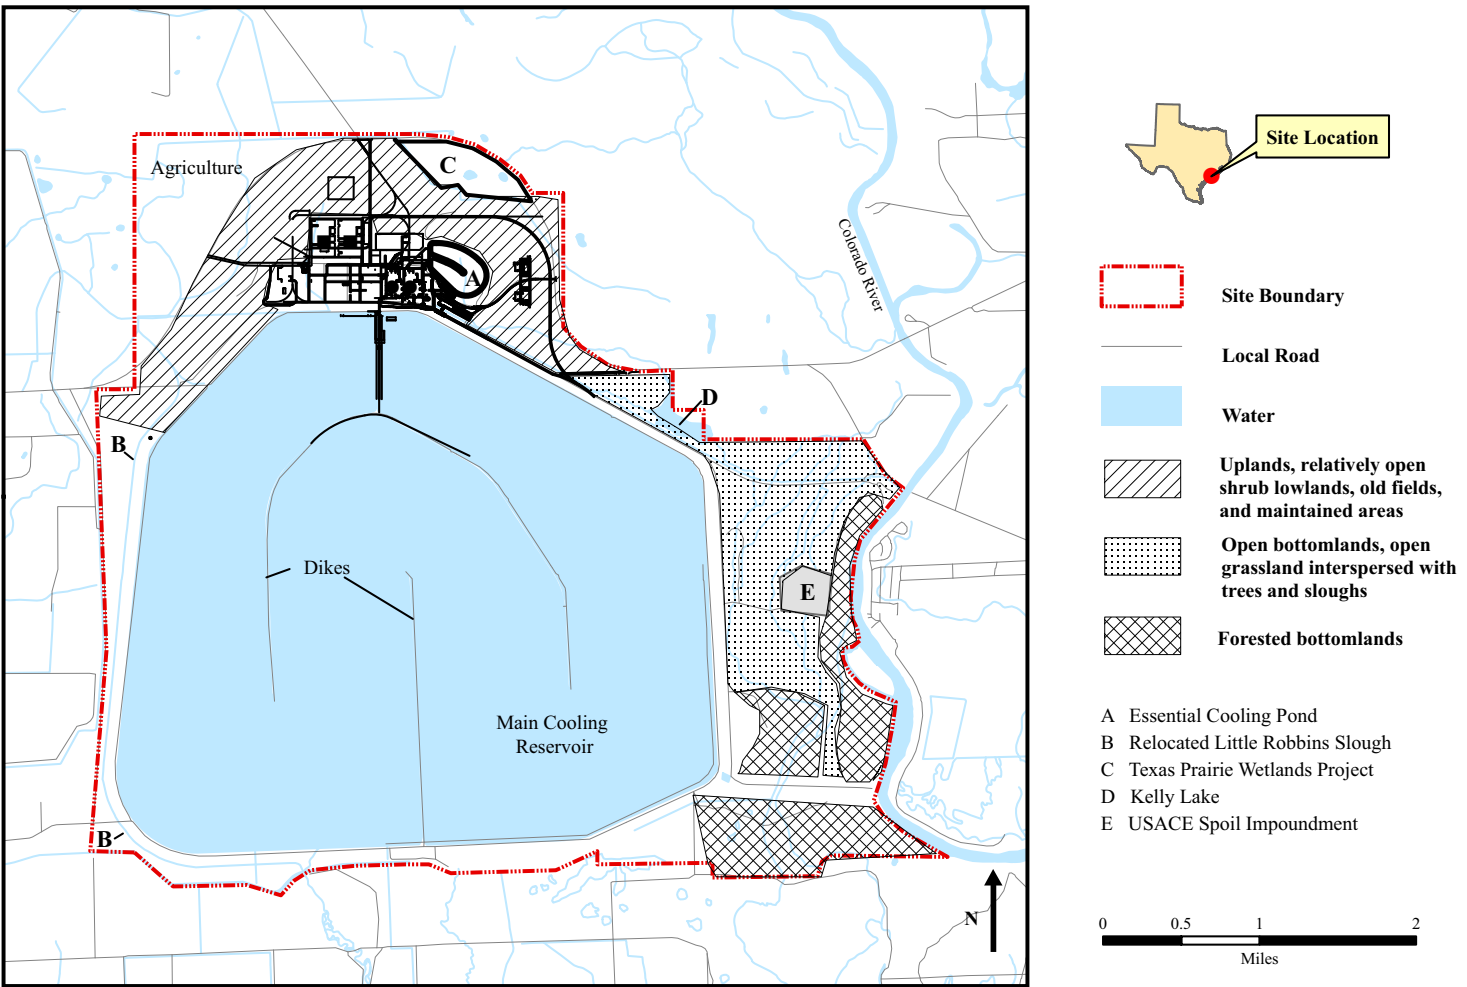 Agriculture
C
A
Colorado River
D
B
Dikes
E
Main Cooling
Reservoir
B
N
Site Location
Site Boundary
Local Road
Water
Uplands, relatively open
shrub lowlands, old fields,
and maintained areas
Open bottomlands, open
grassland interspersed with
trees and sloughs
Forested bottomlands
A Essential Cooling Pond
B Relocated Little Robbins Slough
C Texas Prairie Wetlands Project
D Kelly Lake
E USACE Spoil Impoundment
0 0.5 1 2
Miles